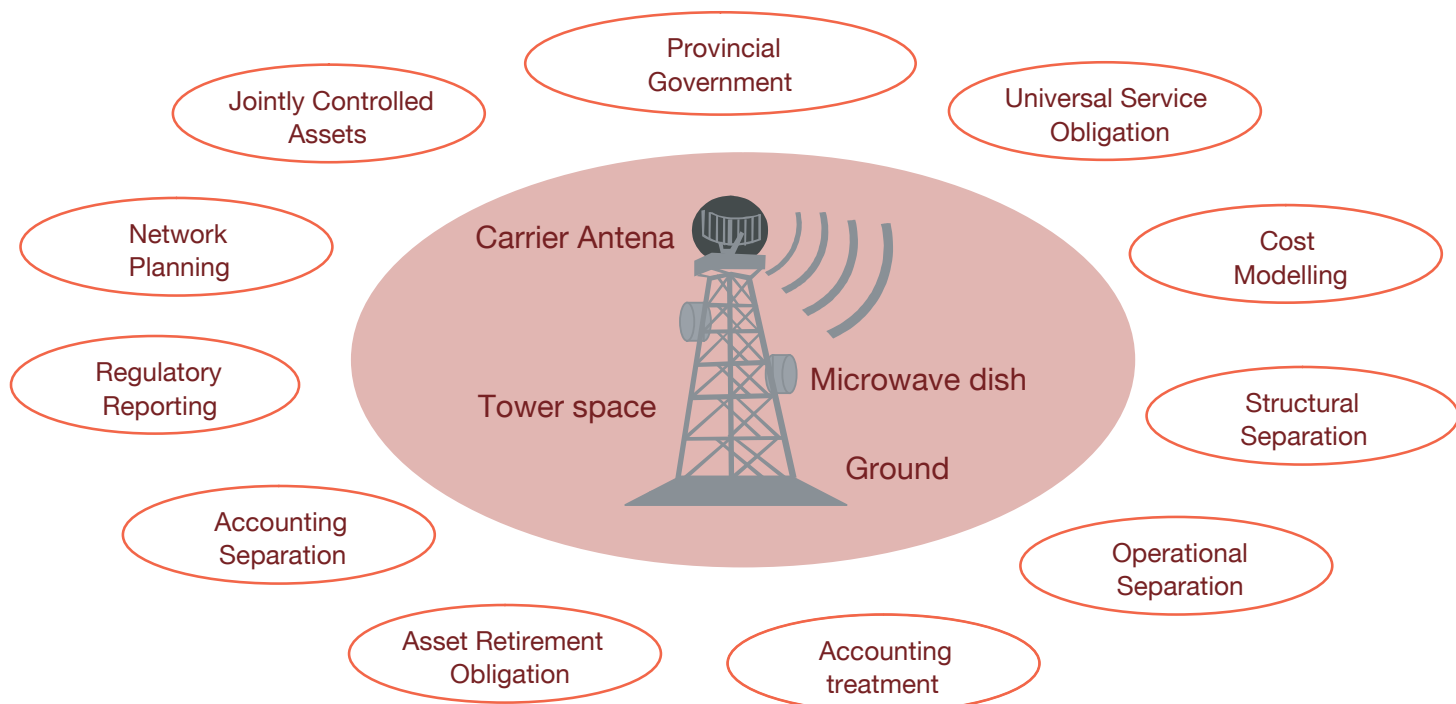 Provincial
Government
Jointly Controlled
Assets
Universal Service
Obligation
Network
Planning
Carrier Antena
Cost
Modelling
Regulatory
Reporting
Microwave dish
Tower space
Structural
Separation
Ground
Accounting
Separation
Operational
Separation
Asset Retirement
Obligation
Accounting
treatment